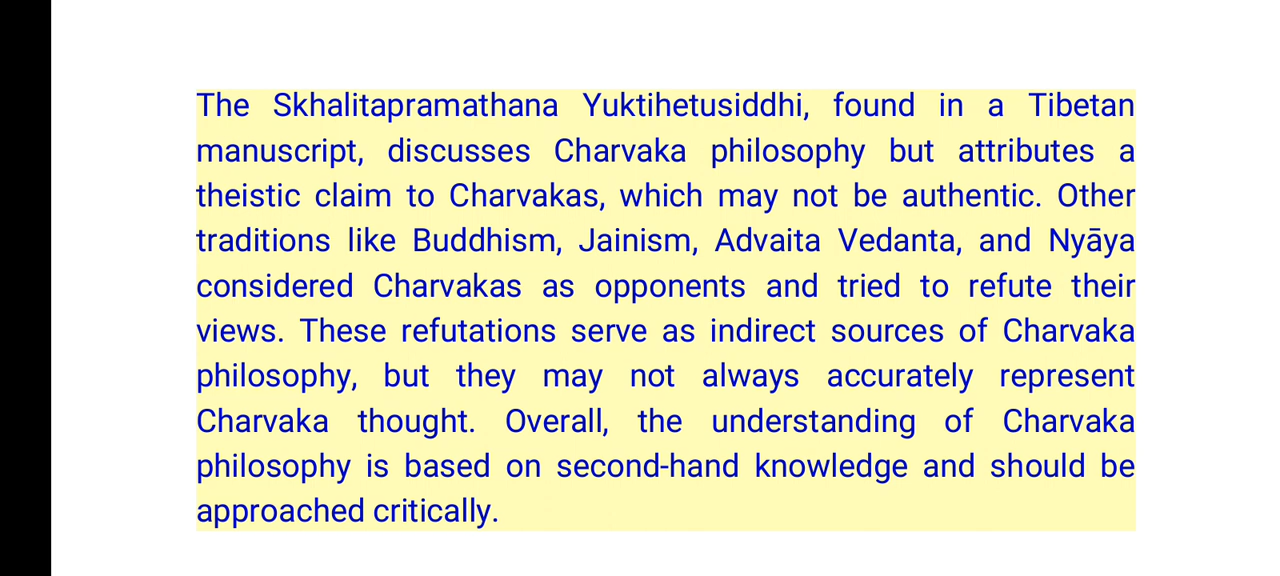 The Skhalitapramathana Yuktihetusiddhi, found in a Tibetan
manuscript, discusses Charvaka philosophy but attributes a
theistic claim to Charvakas, which may not be authentic. Other
traditions like Buddhism, Jainism, Advaita Vedanta, and Nyāya
considered Charvakas as opponents and tried to refute their
views. These refutations serve as indirect sources of Charvaka
philosophy, but they may not always accurately represent
Charvaka thought. Overall, the understanding of Charvaka
philosophy is based on second-hand knowledge and should be
approached critically.